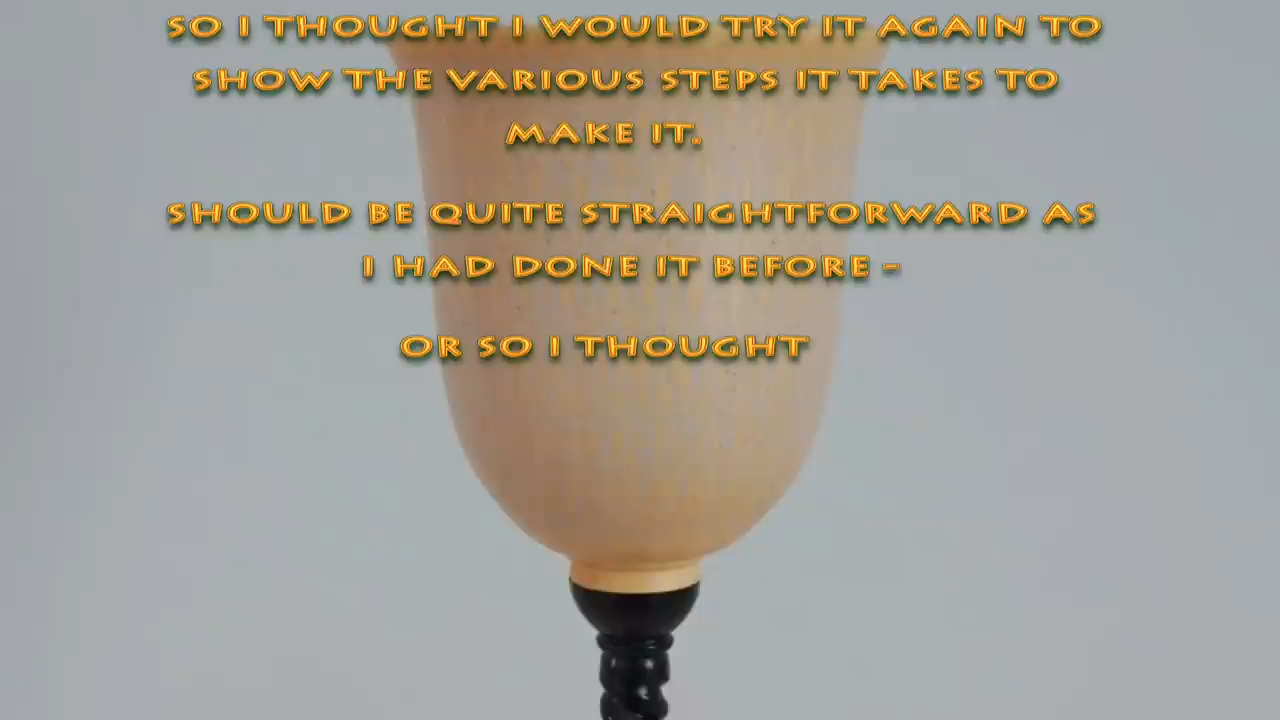 SO I THOUGHT I WOULD TRY IT AGAIN TO
SHOW THE VARIOUS STEPS IT TAKES TO
MAKE IT.
SHOULD BE QUITE STRAIGHTFORWARD AS
I HAD DONE IT BEFORE -
OR SO I THOUGHT